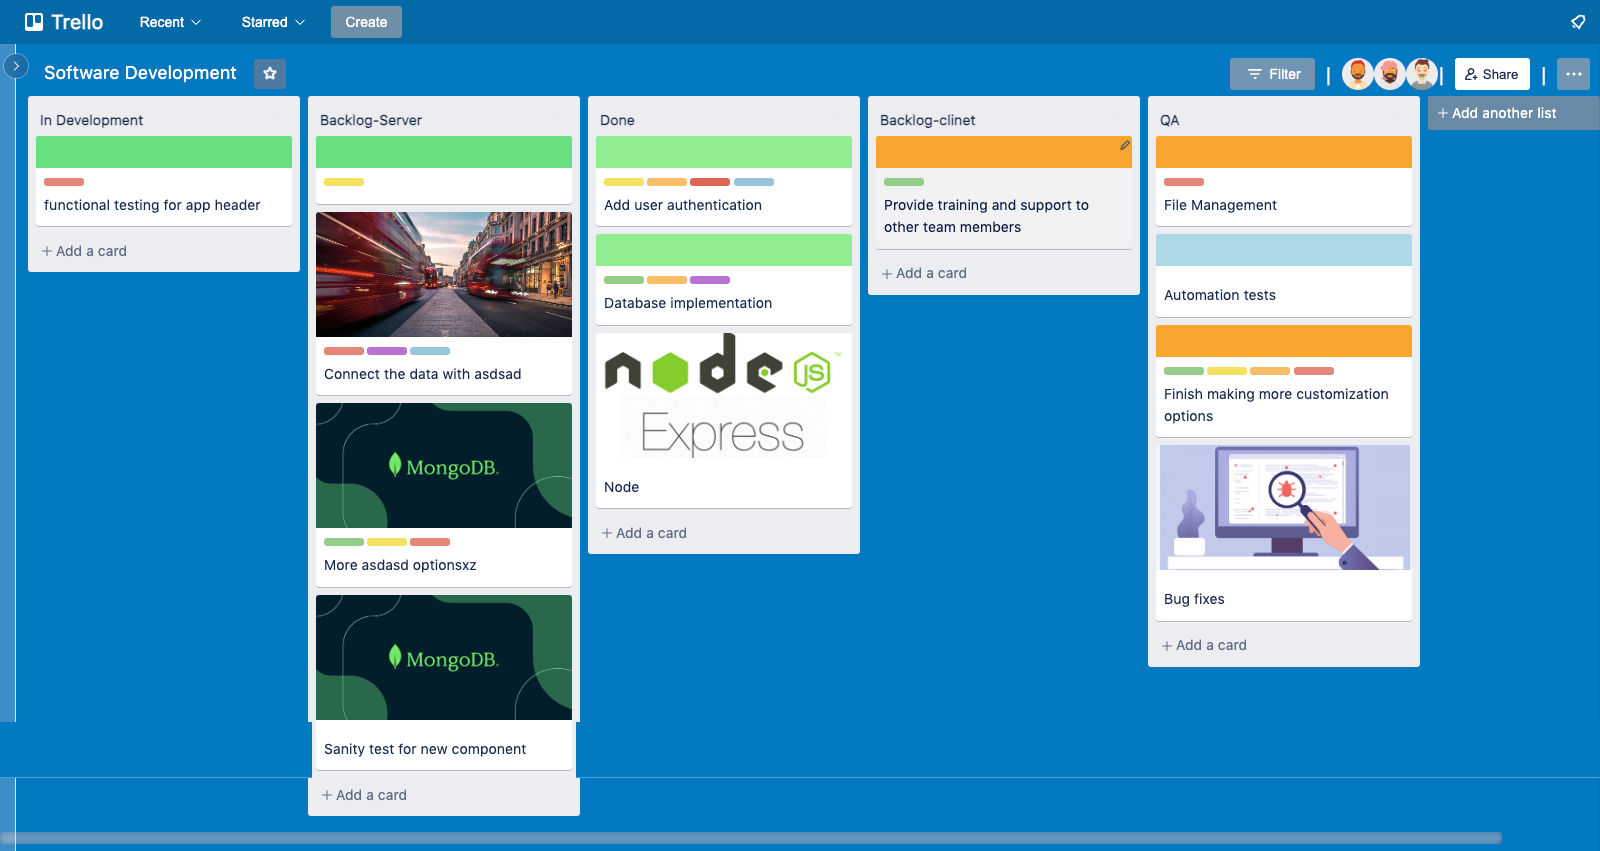 Trello
Recent
Starred
Create
Software Development
Filter
Share
In Development
functional testing for app header
+ Add a card
Backlog-Server
Connect the data with asdsad
MongoDB.
More asdasd optionsxz
MongoDB.
Sanity test for new component
+ Add a card
Done
Add user authentication
Database implementation
node JS ™
Express
Node
+ Add a card
Backlog-clinet
Provide training and support to
other team members
+ Add a card
QA
File Management
Automation tests
Finish making more customization
options
Bug fixes
+ Add a card
+ Add another list